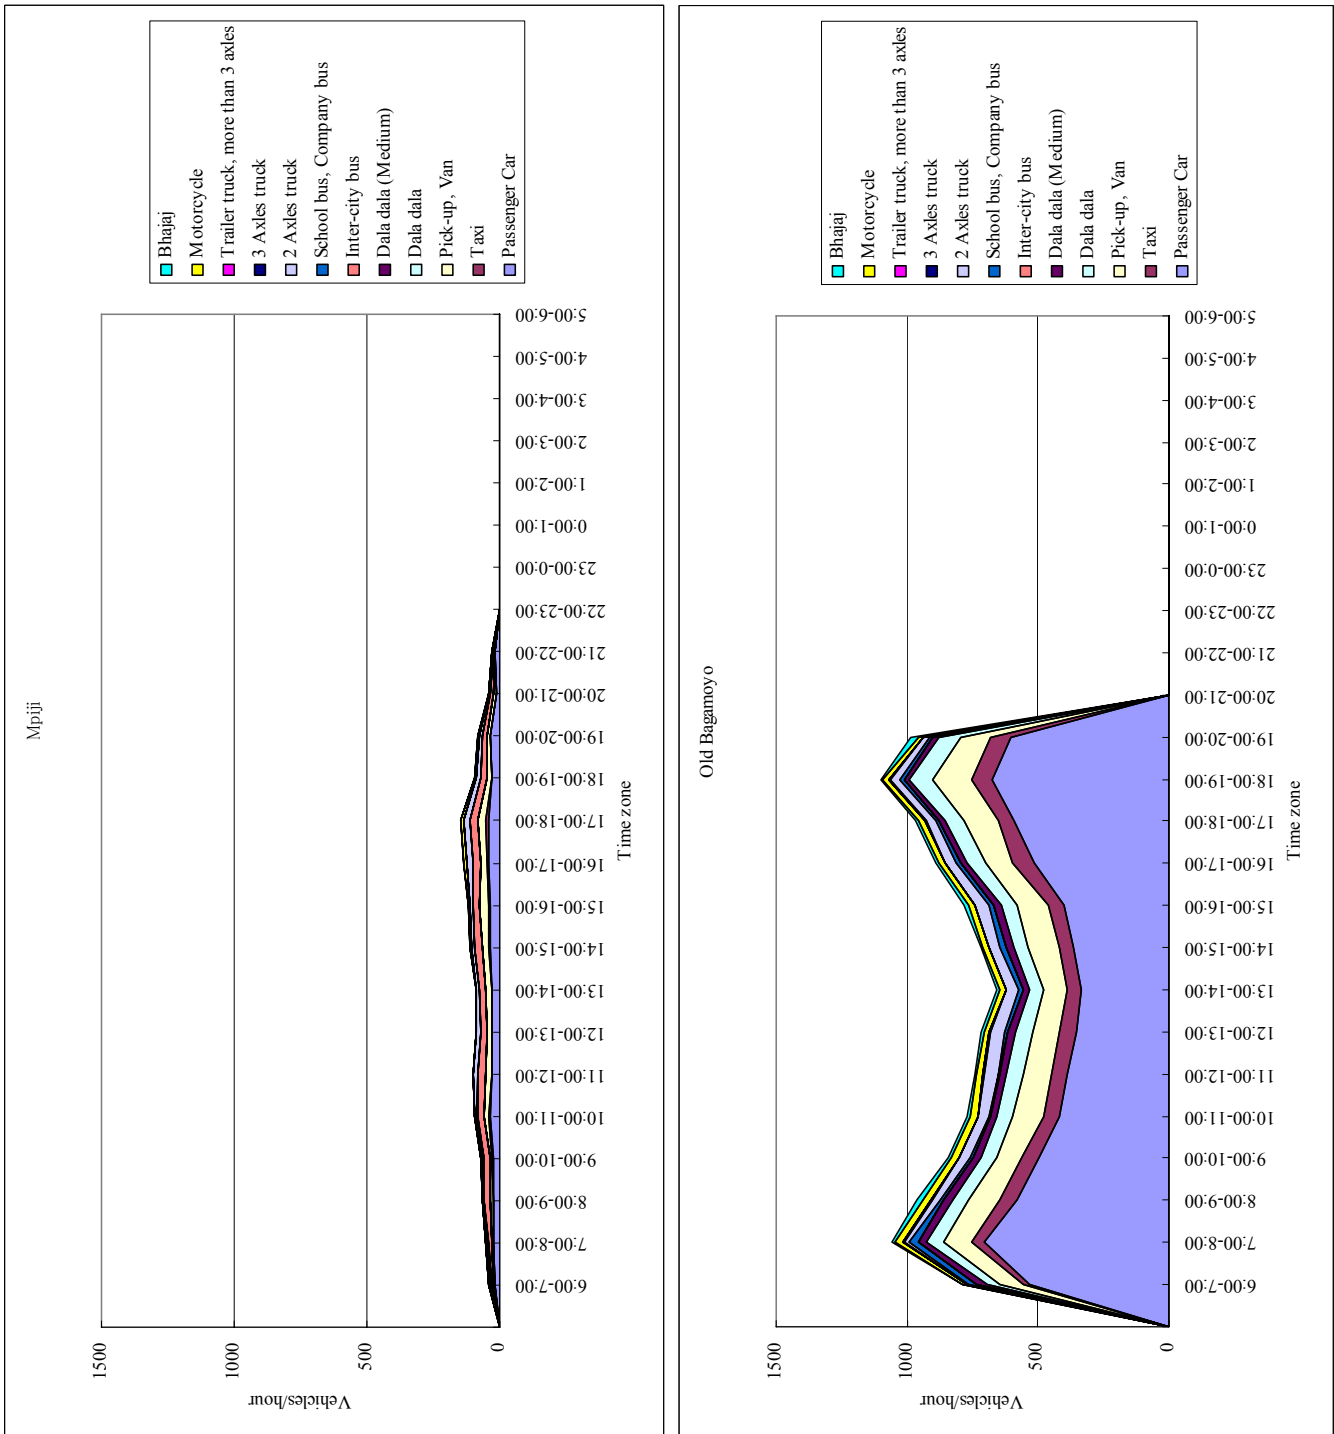 Mpiji
1500
1000
500
0
Vehicles/hour
6:00-7:00
7:00-8:00
8:00-9:00
9:00-10:00
10:00-11:00
11:00-12:00
12:00-13:00
13:00-14:00
14:00-15:00
15:00-16:00
16:00-17:00
17:00-18:00
18:00-19:00
19:00-20:00
20:00-21:00
21:00-22:00
22:00-23:00
23:00-0:00
0:00-1:00
1:00-2:00
2:00-3:00
3:00-4:00
4:00-5:00
5:00-6:00
Time zone
Bhajaj
Motorcycle
Trailer truck, more than 3 axles
3 Axles truck
2 Axles truck
School bus, Company bus
Inter-city bus
Dala dala (Medium)
Dala dala
Pick-up, Van
Taxi
Passenger Car
Old Bagamoyo
1500
1000
500
0
Vehicles/hour
6:00-7:00
7:00-8:00
8:00-9:00
9:00-10:00
10:00-11:00
11:00-12:00
12:00-13:00
13:00-14:00
14:00-15:00
15:00-16:00
16:00-17:00
17:00-18:00
18:00-19:00
19:00-20:00
20:00-21:00
21:00-22:00
22:00-23:00
23:00-0:00
0:00-1:00
1:00-2:00
2:00-3:00
3:00-4:00
4:00-5:00
5:00-6:00
Time zone
Bhajaj
Motorcycle
Trailer truck, more than 3 axles
3 Axles truck
2 Axles truck
School bus, Company bus
Inter-city bus
Dala dala (Medium)
Dala dala
Pick-up, Van
Taxi
Passenger Car